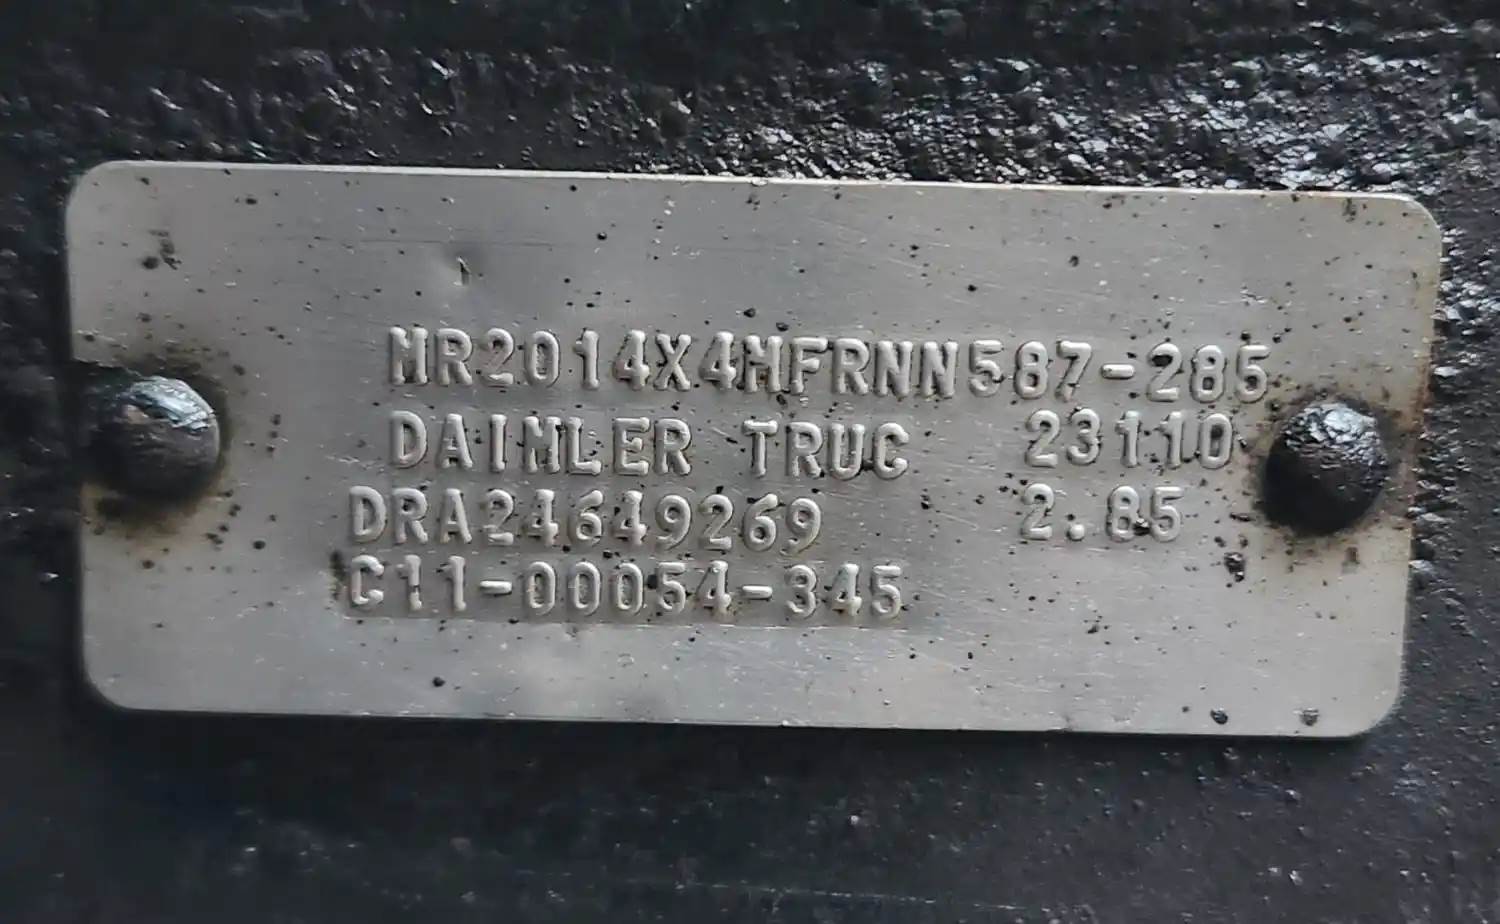 MR2014X4MFRNN587-285
DAIMLER TRUC 23110
DRA24649269 2.85
C11-00054-345